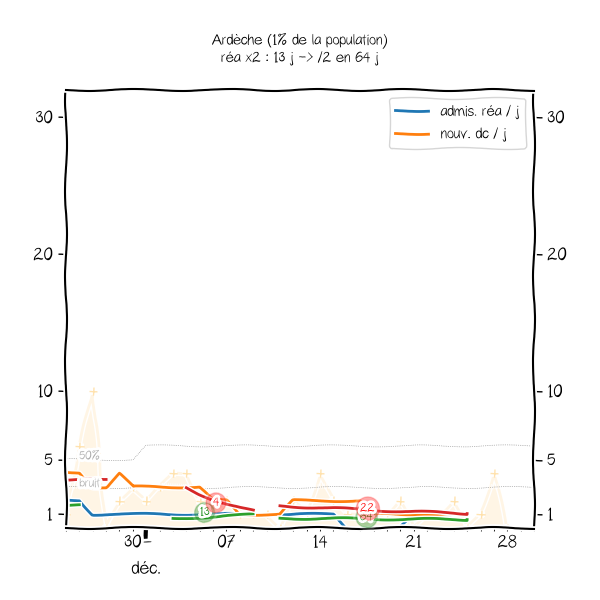 Ardèche (1% de la population)
réa x2 : 13 j -> /2 en 64 j
admis. réa / j
nouv. dc / j
30 30
20 20
10 10
5 50% 5
bruit
4
13 22
64
1 1
30 07 14 21 28
déc.